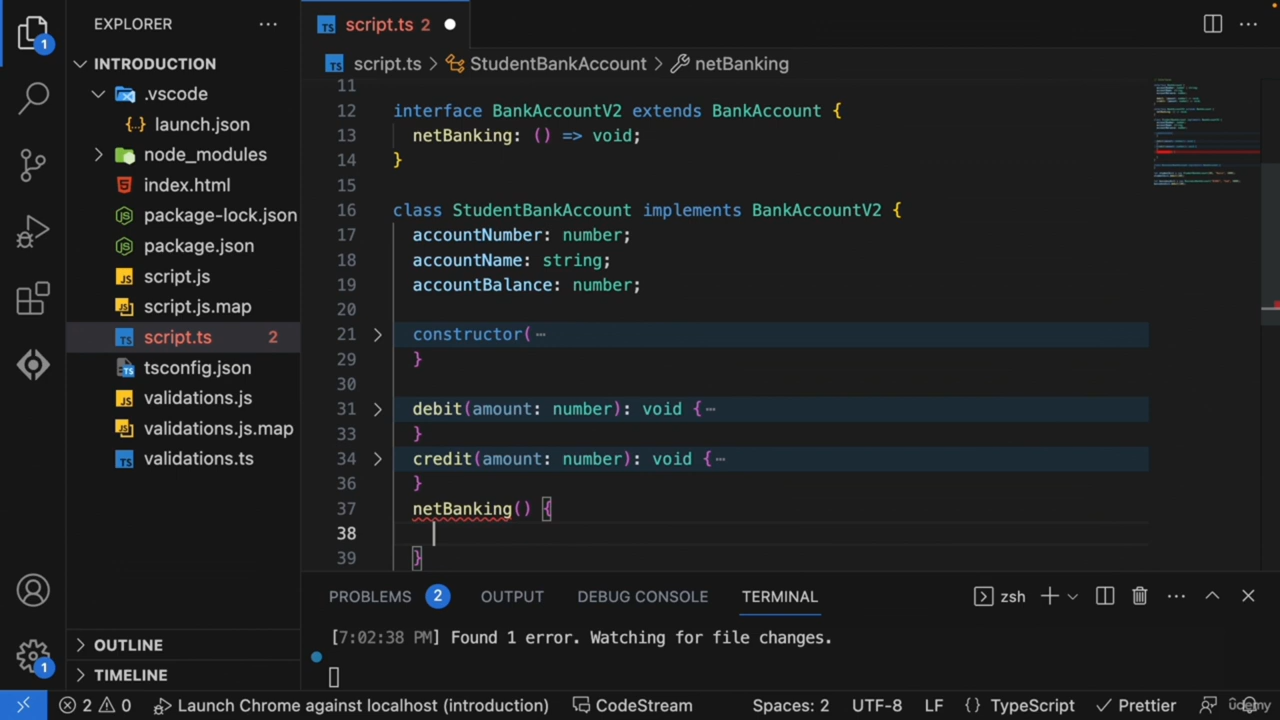 EXPLORER
INTRODUCTION
.vscode
launch.json
node_modules
index.html
package-lock.json
package.json
script.js
script.js.map
script.ts 2
tsconfig.json
validations.js
validations.js.map
validations.ts
OUTLINE
TIMELINE
1
1
script.ts 2
script.ts > StudentBankAccount > netBanking
11
12 interface BankAccountV2 extends BankAccount {
13 netBanking: () => void;
14 }
15
16 class StudentBankAccount implements BankAccountV2 {
17 accountNumber: number;
18 accountName: string;
19 accountBalance: number;
20
21 constructor( ⋯
29 }
30
31 debit(amount: number): void { ⋯
33 }
34 credit(amount: number): void { ⋯
36 }
37 netBanking() {
38
39 }
PROBLEMS 2 OUTPUT DEBUG CONSOLE TERMINAL zsh
[7:02:38 PM] Found 1 error. Watching for file changes.
2 0 Launch Chrome against localhost (introduction) CodeStream Spaces: 2 UTF-8 LF {} TypeScript Prettier
ûdemy